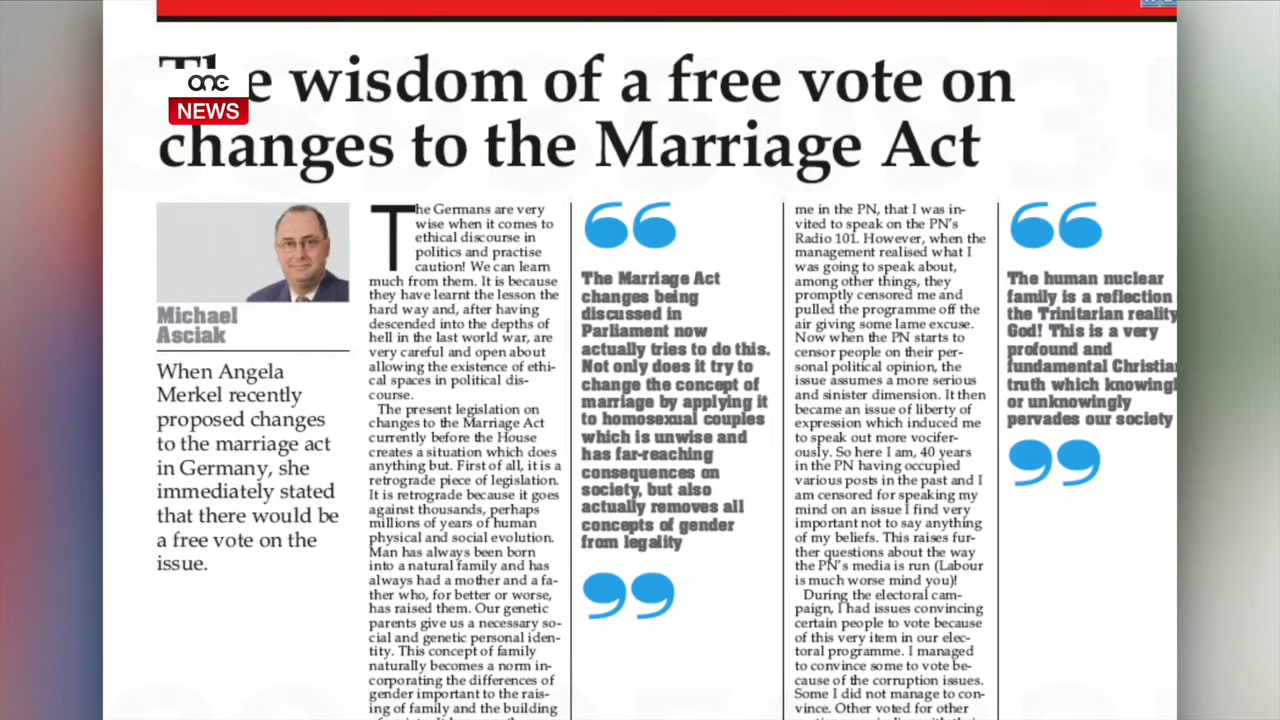 The wisdom of a free vote on
changes to the Marriage Act
one
NEWS
Michael
Asciak
When Angela
Merkel recently
proposed changes
to the marriage act
in Germany, she
immediately stated
that there would be
a free vote on the
issue.
The Germans are very
wise when it comes to
ethical discourse in
politics and practise
caution! We can learn
much from them. It is because
they have learnt the lesson the
hard way and, after having
descended into the depths of
hell in the last world war, are
very careful and open about
allowing the existence of ethi-
cal spaces in political dis-
course.
The present legislation on
changes to the Marriage Act
currently before the House
creates a situation which does
anything but. First of all, it is a
retrograde piece of legislation.
It is retrograde because it goes
against thousands, perhaps
millions of years of human
physical and social evolution.
Man has always been born
into a natural family and has
always had a mother and a fa-
ther who, for better or worse,
has raised them. Our genetic
parents give us a necessary so-
cial and genetic personal iden-
tity. This concept of family
naturally becomes a norm in-
corporating the differences of
gender important to the rais-
ing of family and the building
“
The Marriage Act
changes being
discussed in
Parliament now
actually tries to do this.
Not only does it try to
change the concept of
marriage by applying it
to homosexual couples
which is unwise and
has far-reaching
consequences on
society, but also
actually removes all
concepts of gender
from legality
”
me in the PN, that I was in-
vited to speak on the PN's
Radio 101. However, when the
management realised what I
was going to speak about,
among other things, they
promptly censored me and
pulled the programme off the
air giving some lame excuse.
Now when the PN starts to
censor people on their per-
sonal political opinion, the
issue assumes a more serious
and sinister dimension. It then
became an issue of liberty of
expression which induced me
to speak out more vocifer-
ously. So here I am, 40 years
in the PN having occupied
various posts in the past and I
am censored for speaking my
mind on an issue I find very
important not to say anything
of my beliefs. This raises fur-
ther questions about the way
the PN's media is run (Labour
is much worse mind you)!
During the electoral cam-
paign, I had issues convincing
certain people to vote because
of this very item in our elec-
toral programme. I managed
to convince some to vote be-
cause of the corruption issues.
Some I did not manage to con-
vince. Other voted for other
“
The human nuclear
family is a reflection
the Trinitarian reality
God! This is a very
profound and
fundamental Christia
truth which knowingl
or unknowingly
pervades our society
”